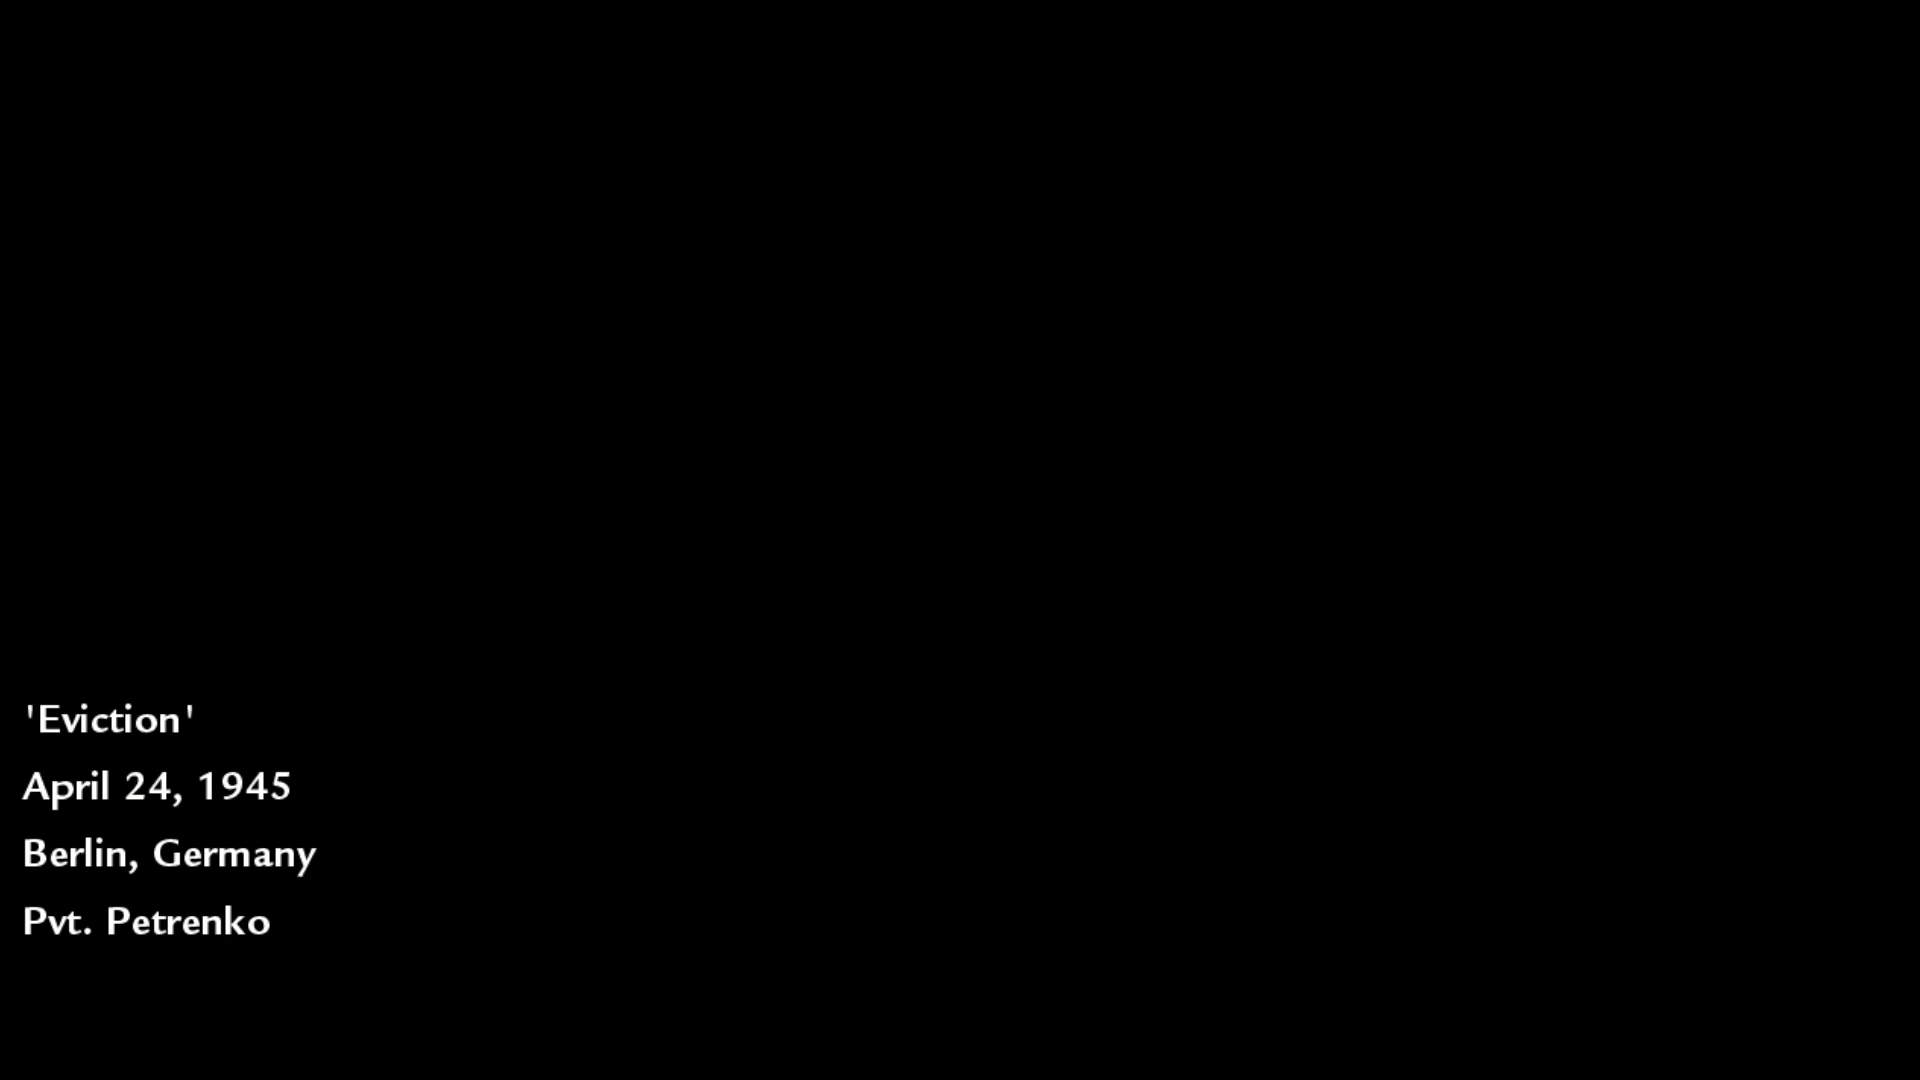 'Eviction'
April 24, 1945
Berlin, Germany
Pvt. Petrenko